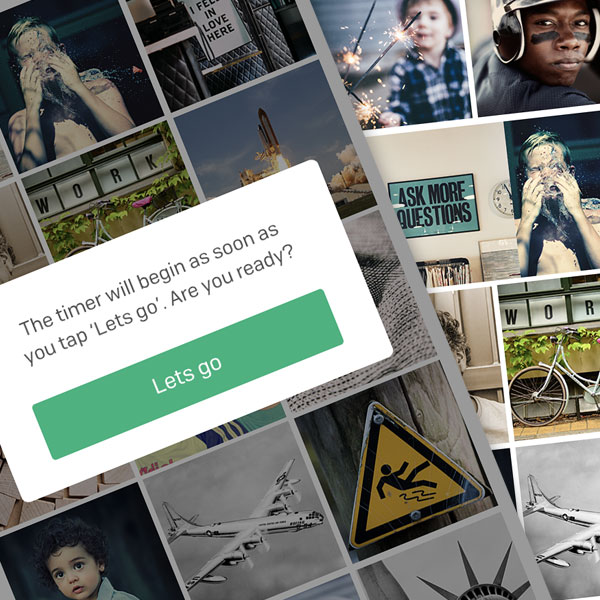 I FELL
IN
LOVE
HERE
WORK
ASK MORE
QUESTIONS
The timer will begin as soon as
you tap 'Lets go'. Are you ready?
Lets go
WOR